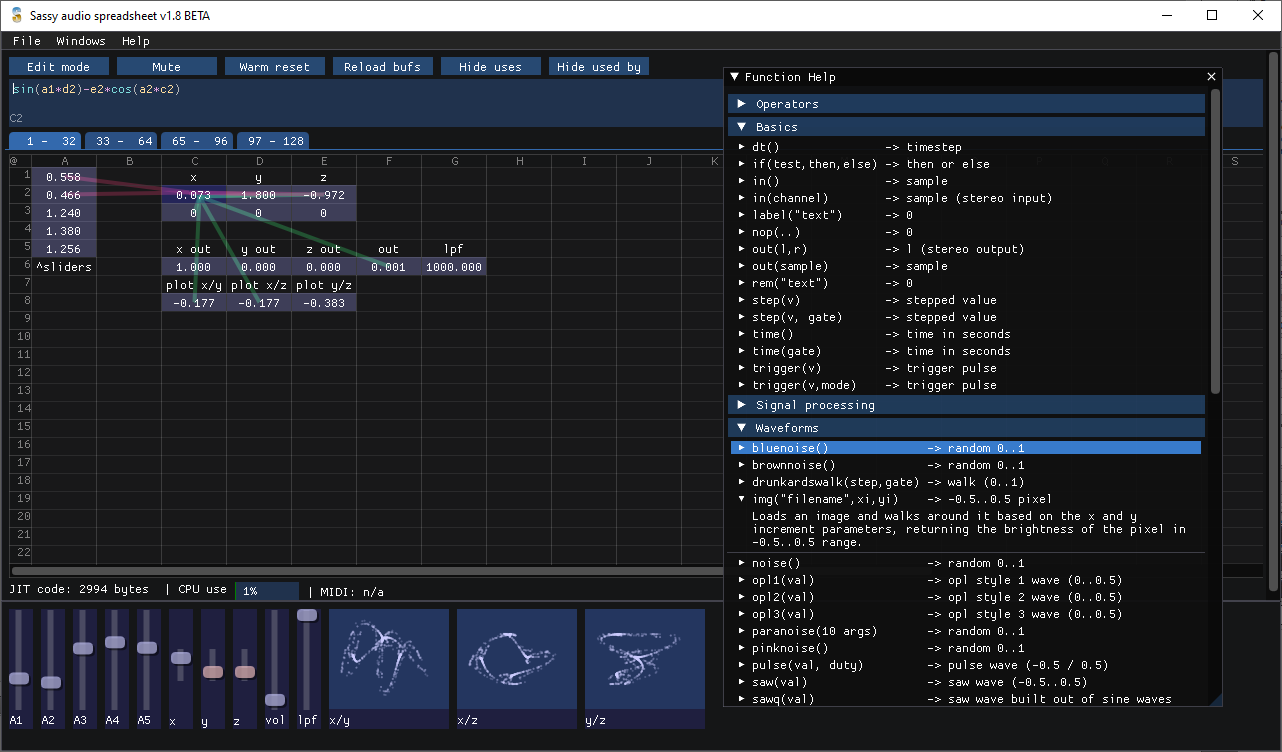 Sassy audio spreadsheet v1.8 BETA
File Windows Help
Edit mode Mute Warm reset Reload bufs Hide uses Hide used by
sin(a1*d2)-e2*cos(a2*c2)
C2
1 - 32 33 - 64 65 - 96 97 - 128
@ A B C D E F G H I J K S
1 0.558 x y z
2 0.466 0.073 1.800 -0.972
3 1.240 0 0 0
4 1.380
5 1.256 x out y out z out out lpf
6 ^sliders 1.000 0.000 0.000 0.001 1000.000
7 plot x/y plot x/z plot y/z
8 -0.177 -0.177 -0.383
9
10
11
12
13
14
15
16
17
18
19
20
21
22
JIT code: 2994 bytes | CPU use 1% | MIDI: n/a
A1 A2 A3 A4 A5 x y z vol lpf x/y x/z y/z
Function Help
Operators
Basics
dt() -> timestep
if(test,then,else) -> then or else
in() -> sample
in(channel) -> sample (stereo input)
label("text") -> 0
nop(..) -> 0
out(l,r) -> l (stereo output)
out(sample) -> sample
rem("text") -> 0
step(v) -> stepped value
step(v, gate) -> stepped value
time() -> time in seconds
time(gate) -> time in seconds
trigger(v) -> trigger pulse
trigger(v,mode) -> trigger pulse
Signal processing
Waveforms
bluenoise() -> random 0..1
brownnoise() -> random 0..1
drunkardswalk(step,gate) -> walk (0..1)
img("filename",xi,yi) -> -0.5..0.5 pixel
Loads an image and walks around it based on the x and y
increment parameters, returning the brightness of the pixel in
-0.5..0.5 range.
noise() -> random 0..1
opl1(val) -> opl style 1 wave (0..0.5)
opl2(val) -> opl style 2 wave (0..0.5)
opl3(val) -> opl style 3 wave (0..0.5)
paranoise(10 args) -> random 0..1
pinknoise() -> random 0..1
pulse(val, duty) -> pulse wave (-0.5 / 0.5)
saw(val) -> saw wave (-0.5..0.5)
sawq(val) -> saw wave built out of sine waves